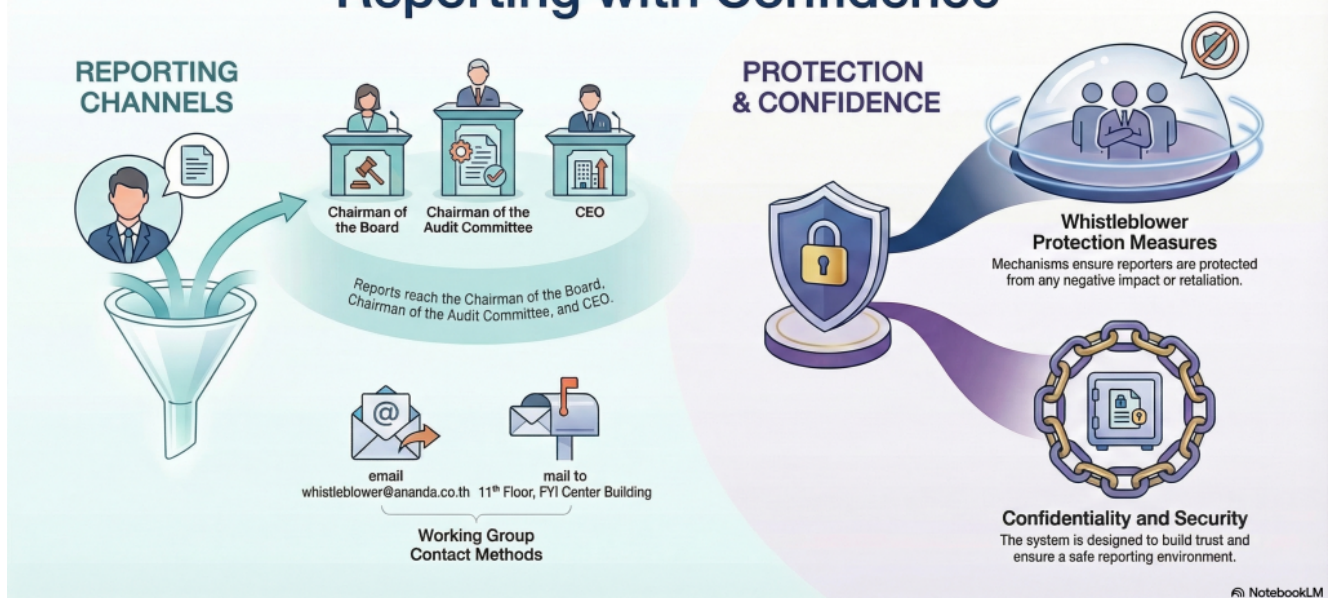 Reporting with Confidence
REPORTING
CHANNELS
Chairman of
the Board
Chairman of the
Audit Committee
CEO
Reports reach the Chairman of the Board,
Chairman of the Audit Committee, and CEO.
@
email
whistleblower@ananda.co.th
mail to
11th Floor, FYI Center Building
Working Group
Contact Methods
PROTECTION
& CONFIDENCE
Whistleblower
Protection Measures
Mechanisms ensure reporters are protected
from any negative impact or retaliation.
Confidentiality and Security
The system is designed to build trust and
ensure a safe reporting environment.
NotebookLM